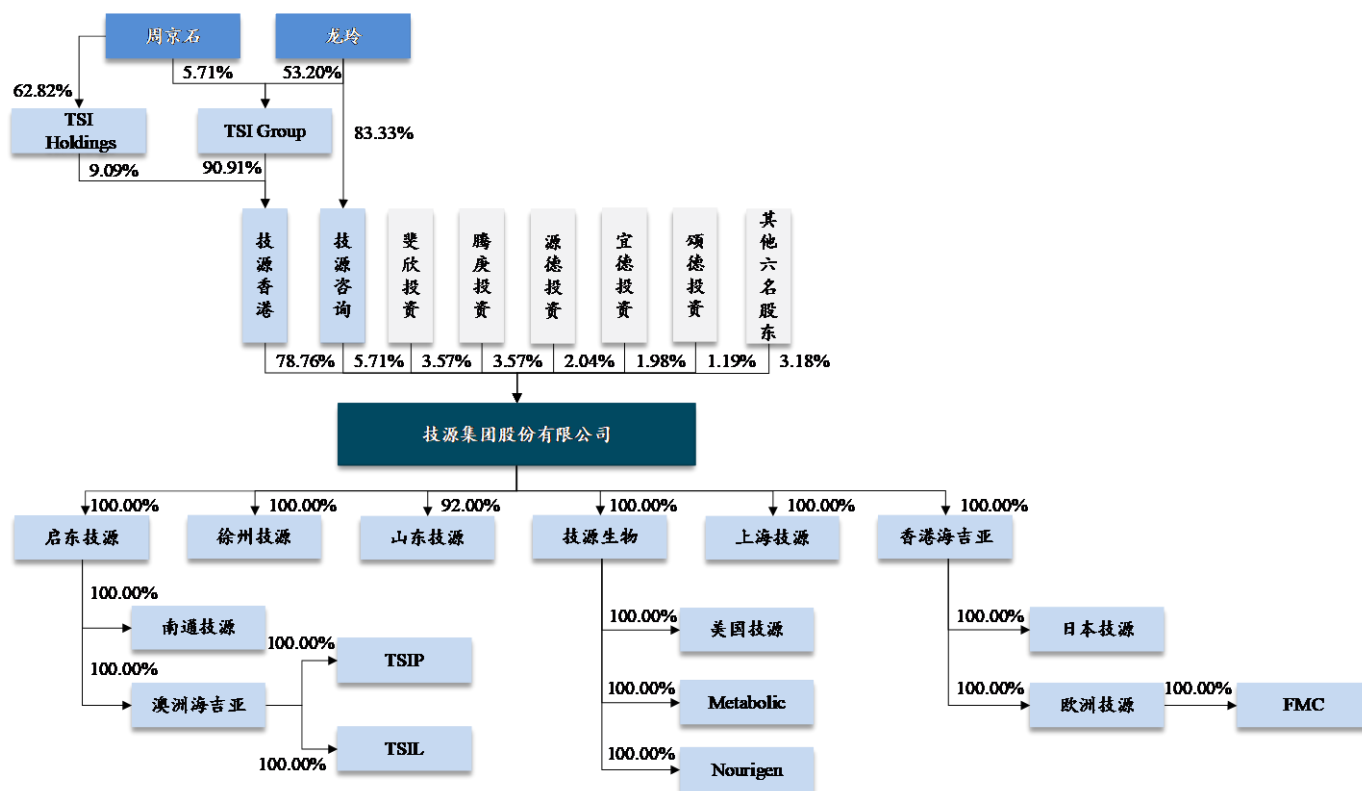 周京石
龙玲
5.71%
53.20%
62.82%
TSI
Holdings
TSI Group
83.33%
9.09%
90.91%
技源香港
技源咨询
斐欣投资
腾庚投资
源德投资
宜德投资
颂德投资
其他六名股东
78.76%
5.71%
3.57%
3.57%
2.04%
1.98%
1.19%
3.18%
技源集团股份有限公司
100.00%
100.00%
92.00%
100.00%
100.00%
100.00%
启东技源
徐州技源
山东技源
技源生物
上海技源
香港海吉亚
100.00%
南通技源
100.00%
澳洲海吉亚
100.00%
TSIP
100.00%
TSIL
100.00%
美国技源
100.00%
Metabolic
100.00%
Nourigen
100.00%
日本技源
100.00%
欧洲技源
100.00%
FMC